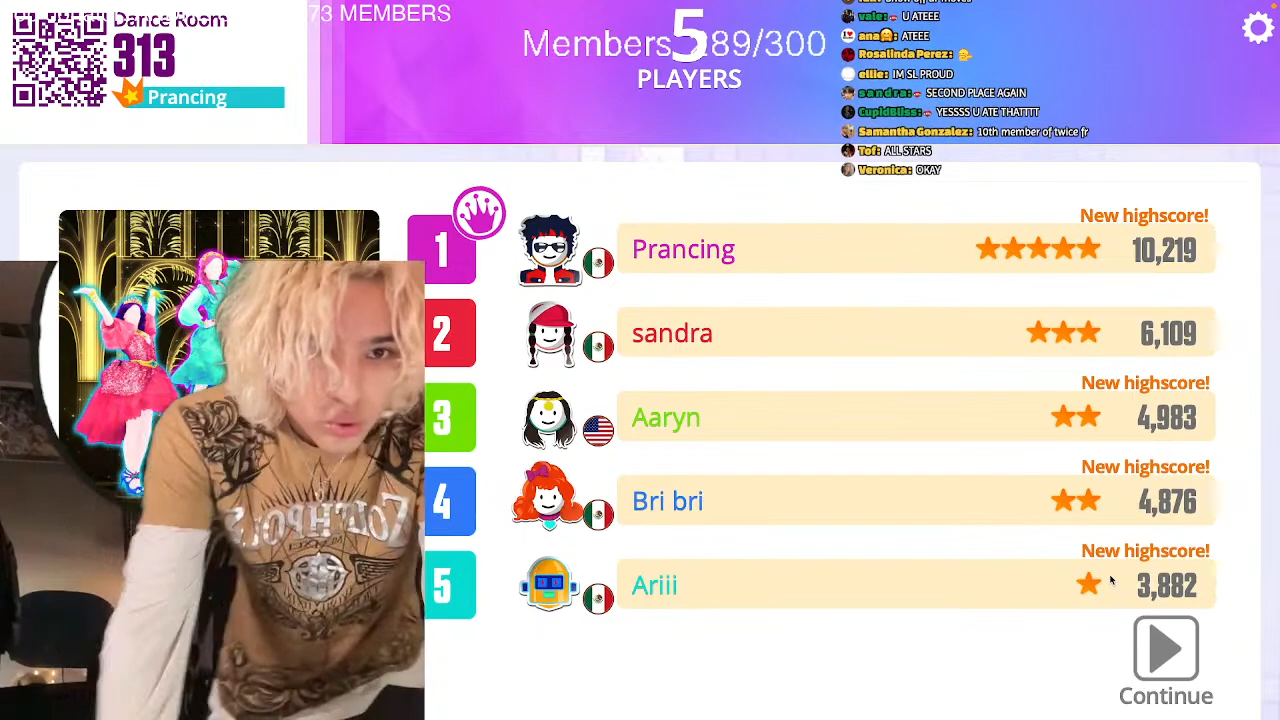 Dance Room
313
Prancing
73 MEMBERS
Members 289/300
5
PLAYERS
vale: U ATEEE
ana🤗: ATEEE
Rosalinda Perez:
ellie: IM SL PROUD
sandra: SECOND PLACE AGAIN
CupidBliss: YESSSS U ATE THATTTT
Samantha Gonzalez: 10th member of twice fr
Tof: ALL STARS
Veronica: OKAY
New highscore!
1 Prancing 10,219
2 sandra 6,109
New highscore!
3 Aaryn 4,983
New highscore!
4 Bri bri 4,876
New highscore!
5 Ariii 3,882
Continue